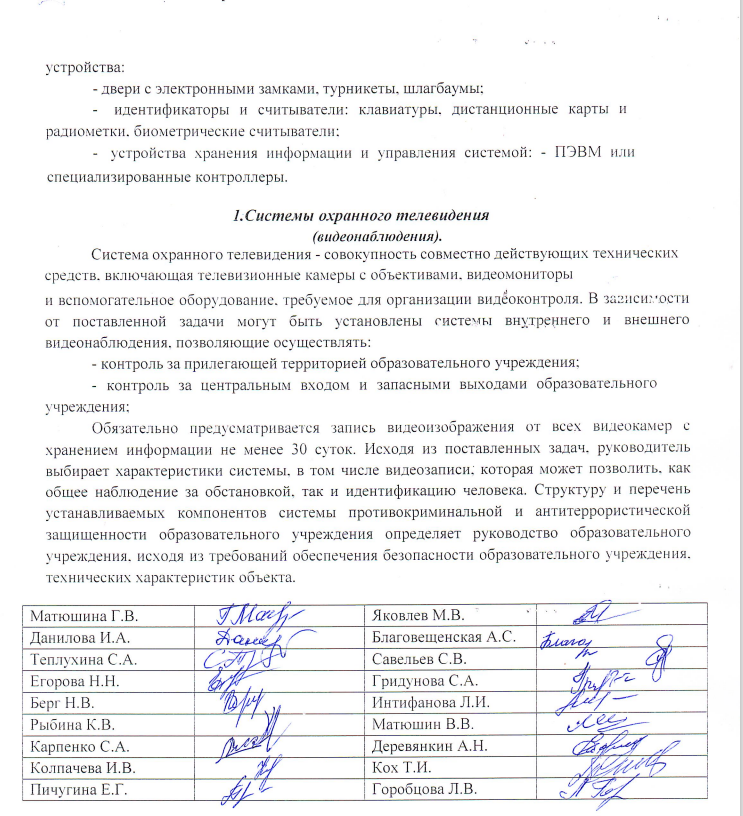 устройства:
- двери с электронными замками, турникеты, шлагбаумы;
- идентификаторы и считыватели: клавиатуры, дистанционные карты и
радиометки, биометрические считыватели;
- устройства хранения информации и управления системой: - ПЭВМ или
специализированные контроллеры.
1.Системы охранного телевидения
(видеонаблюдения).
Система охранного телевидения - совокупность совместно действующих технических
средств, включающая телевизионные камеры с объективами, видеомониторы
и вспомогательное оборудование, требуемое для организации видеоконтроля. В зависимости
от поставленной задачи могут быть установлены системы внутреннего и внешнего
видеонаблюдения, позволяющие осуществлять:
- контроль за прилегающей территорией образовательного учреждения;
- контроль за центральным входом и запасными выходами образовательного
учреждения;
Обязательно предусматривается запись видеоизображения от всех видеокамер с
хранением информации не менее 30 суток. Исходя из поставленных задач, руководитель
выбирает характеристики системы, в том числе видеозаписи, которая может позволить, как
общее наблюдение за обстановкой, так и идентификацию человека. Структуру и перечень
устанавливаемых компонентов системы противокриминальной и антитеррористической
защищенности образовательного учреждения определяет руководство образовательного
учреждения, исходя из требований обеспечения безопасности образовательного учреждения,
технических характеристик объекта.
Матюшина Г.В. Яковлев М.В.
Данилова И.А. Благовещенская А.С. Благов
Теплухина С.А. Савельев С.В.
Егорова Н.Н. Гридунова С.А.
Берг Н.В. Интифанова Л.И.
Рыбина К.В. Матюшин В.В.
Карпенко С.А. Деревянкин А.Н.
Колпачева И.В. Кох Т.И.
Пичугина Е.Г. Горобцова Л.В.